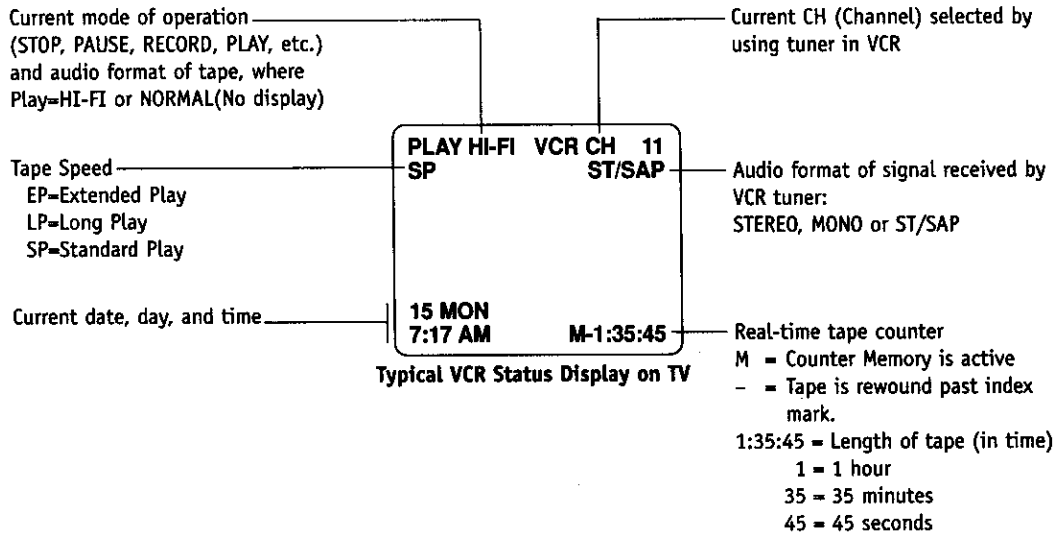 Current mode of operation
(STOP, PAUSE, RECORD, PLAY, etc.)
and audio format of tape, where
Play=HI-FI or NORMAL(No display)
Current CH (Channel) selected by
using tuner in VCR
PLAY HI-FI VCR CH 11
SP ST/SAP
Tape Speed
EP=Extended Play
LP=Long Play
SP=Standard Play
Audio format of signal received by
VCR tuner:
STEREO, MONO or ST/SAP
Current date, day, and time
15 MON
7:17 AM M-1:35:45
Typical VCR Status Display on TV
Real-time tape counter
M = Counter Memory is active
– = Tape is rewound past index
mark.
1:35:45 = Length of tape (in time)
1 = 1 hour
35 = 35 minutes
45 = 45 seconds